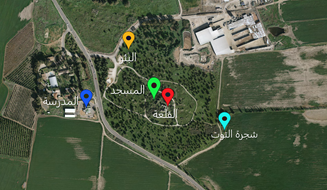 البئر
المسجد
المدرسة
القلعة
شجرة التوت